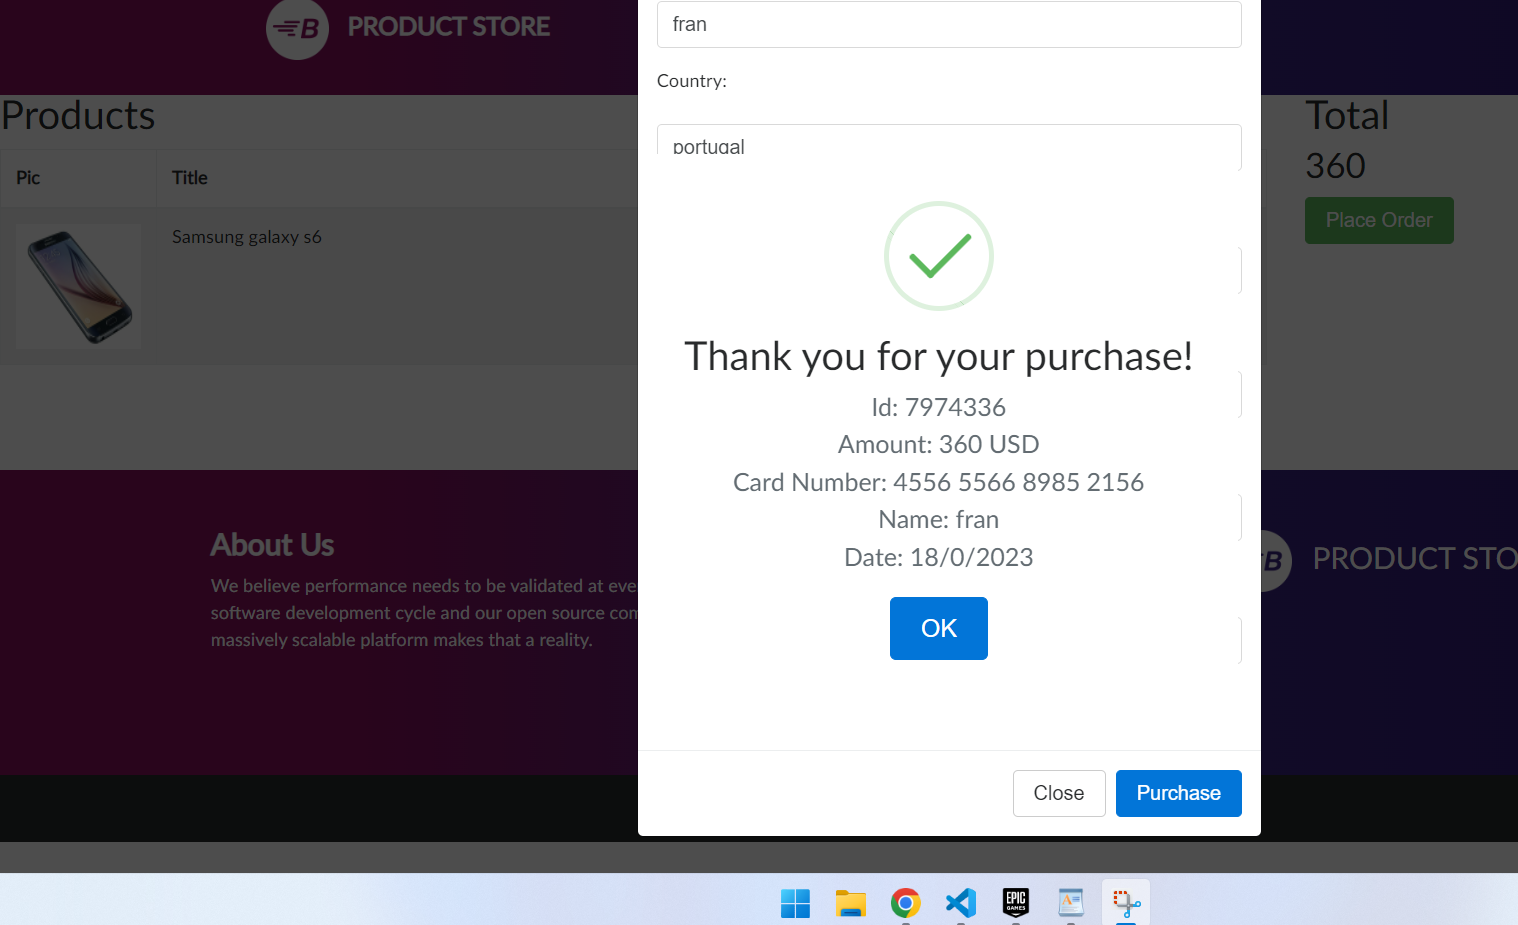 PRODUCT STORE
fran
Country:
portugal
Products
Pic
Title
Samsung galaxy s6
Total
360
Place Order
Thank you for your purchase!
Id: 7974336
Amount: 360 USD
Card Number: 4556 5566 8985 2156
Name: fran
Date: 18/0/2023
OK
About Us
We believe performance needs to be validated at eve
software development cycle and our open source com
massively scalable platform makes that a reality.
B PRODUCT STO
Close
Purchase
EPIC
GAMES